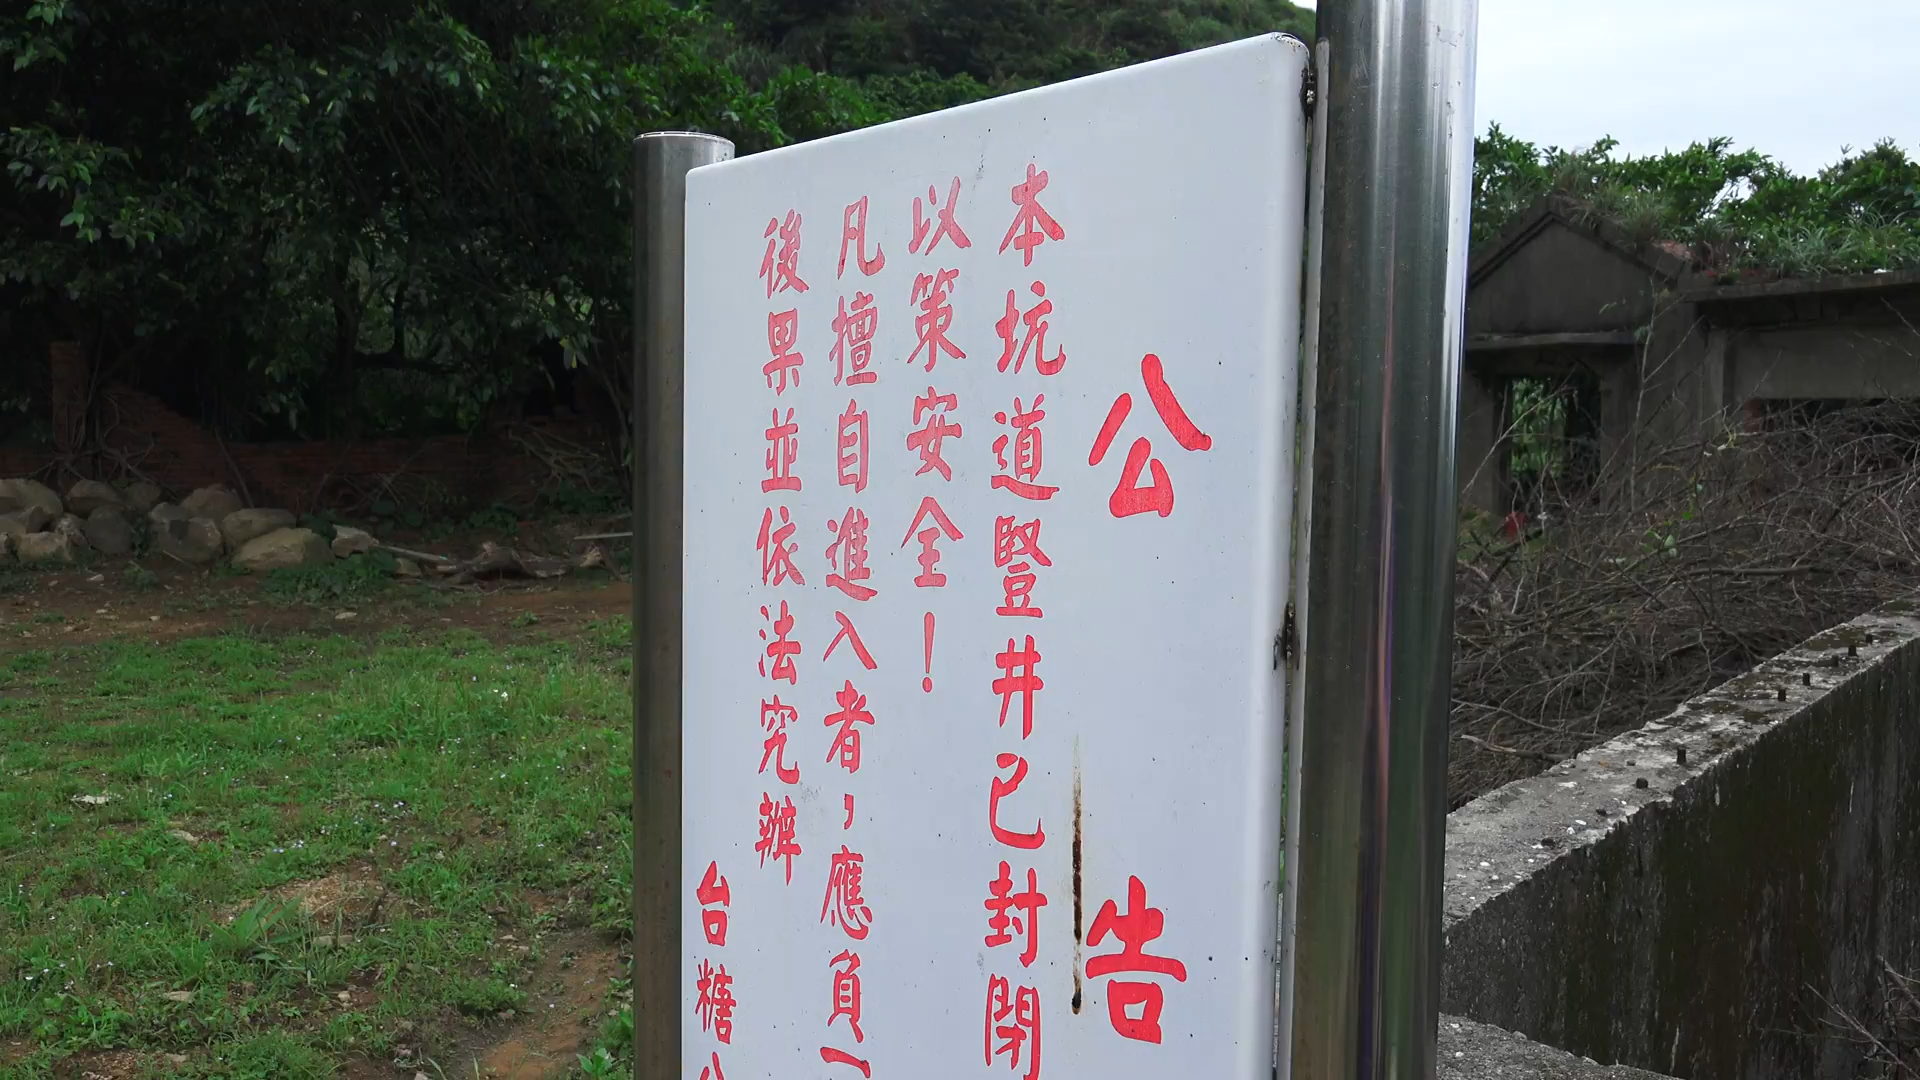 公告
本坑道豎井已封閉
以策安全！
凡擅自進入者，應負一
後果並依法究辦
台糖公